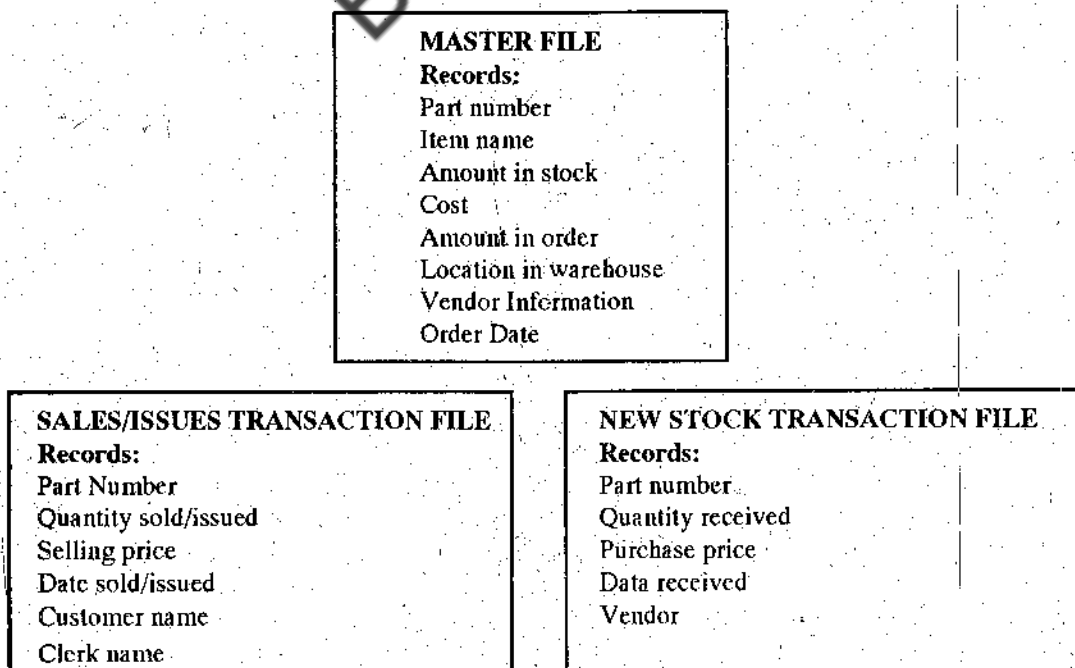 MASTER FILE
Records:
Part number
Item name
Amount in stock
Cost
Amount in order
Location in warehouse
Vendor Information
Order Date
SALES/ISSUES TRANSACTION FILE
Records:
Part Number
Quantity sold/issued
Selling price
Date sold/issued
Customer name
Clerk name
NEW STOCK TRANSACTION FILE
Records:
Part number
Quantity received
Purchase price
Data received
Vendor